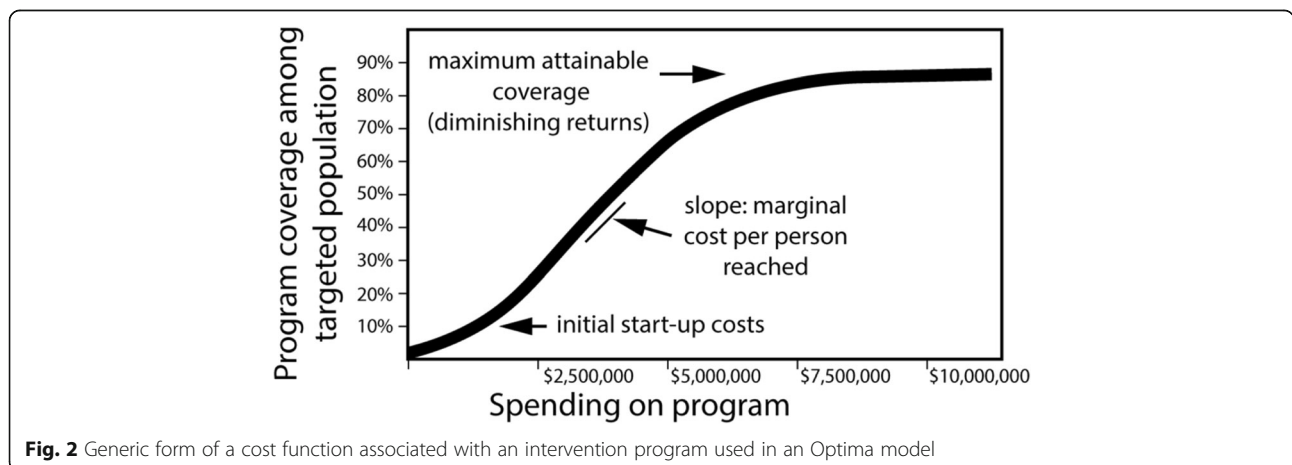 Program coverage among
targeted population
90%
80%
70%
60%
50%
40%
30%
20%
10%
maximum attainable
coverage
(diminishing returns)
slope: marginal
cost per person
reached
initial start-up costs
$2,500,000 $5,000,000 $7,500,000 $10,000,000
Spending on program
Fig. 2 Generic form of a cost function associated with an intervention program used in an Optima model